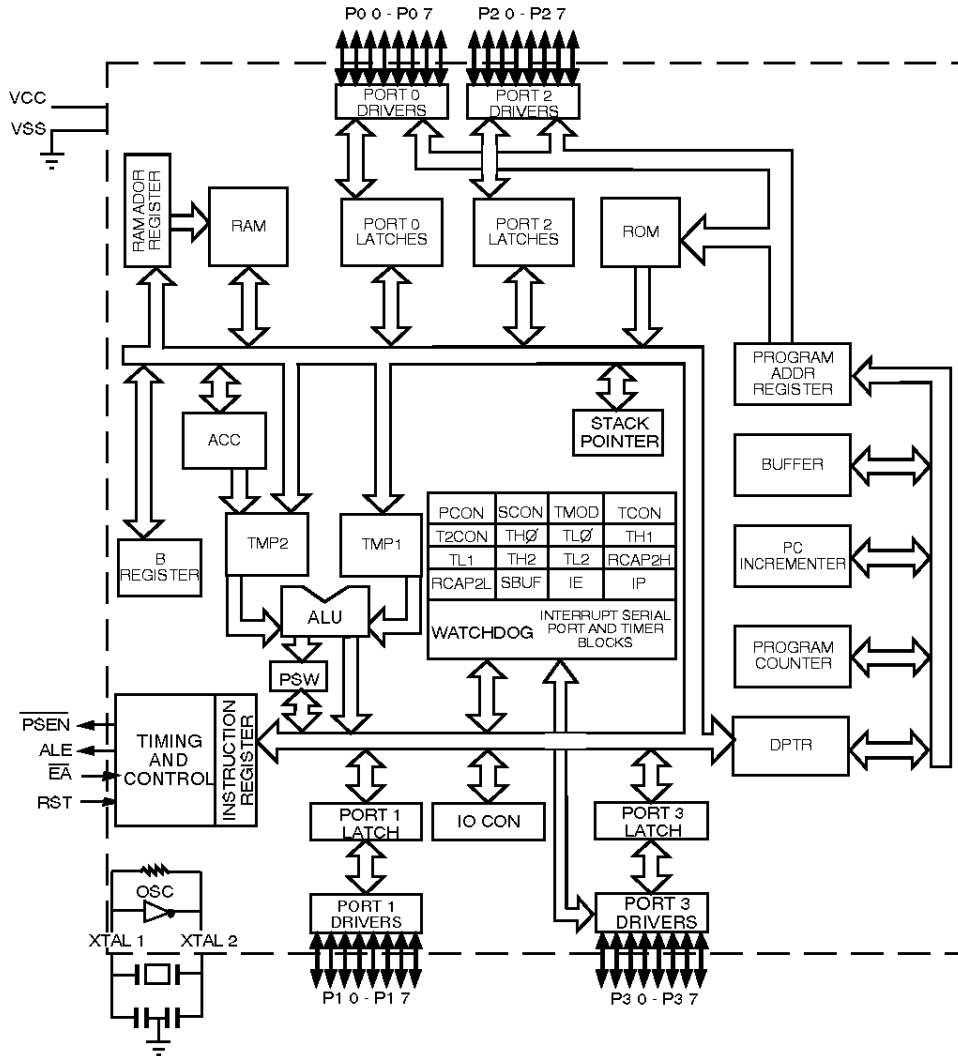 P0 0 - P0 7
P2 0 - P2 7
VCC
VSS
PORT 0
DRIVERS
PORT 2
DRIVERS
RAM ADDR
REGISTER
RAM
PORT 0
LATCHES
PORT 2
LATCHES
ROM
PROGRAM
ADDR
REGISTER
STACK
POINTER
ACC
BUFFER
B
REGISTER
TMP2
TMP1
PCON SCON TMOD TCON
T2CON THØ TLØ TH1
TL1 TH2 TL2 RCAP2H
RCAP2L SBUF IE IP
WATCHDOG
INTERRUPT SERIAL
PORT AND TIMER
BLOCKS
PC
INCREMENTER
ALU
PSW
PROGRAM
COUNTER
PSEN
ALE
EA
RST
TIMING
AND
CONTROL
INSTRUCTION
REGISTER
DPTR
PORT 1
LATCH
IO CON
PORT 3
LATCH
OSC
XTAL 1
XTAL 2
PORT 1
DRIVERS
PORT 3
DRIVERS
P1 0 - P1 7
P3 0 - P3 7